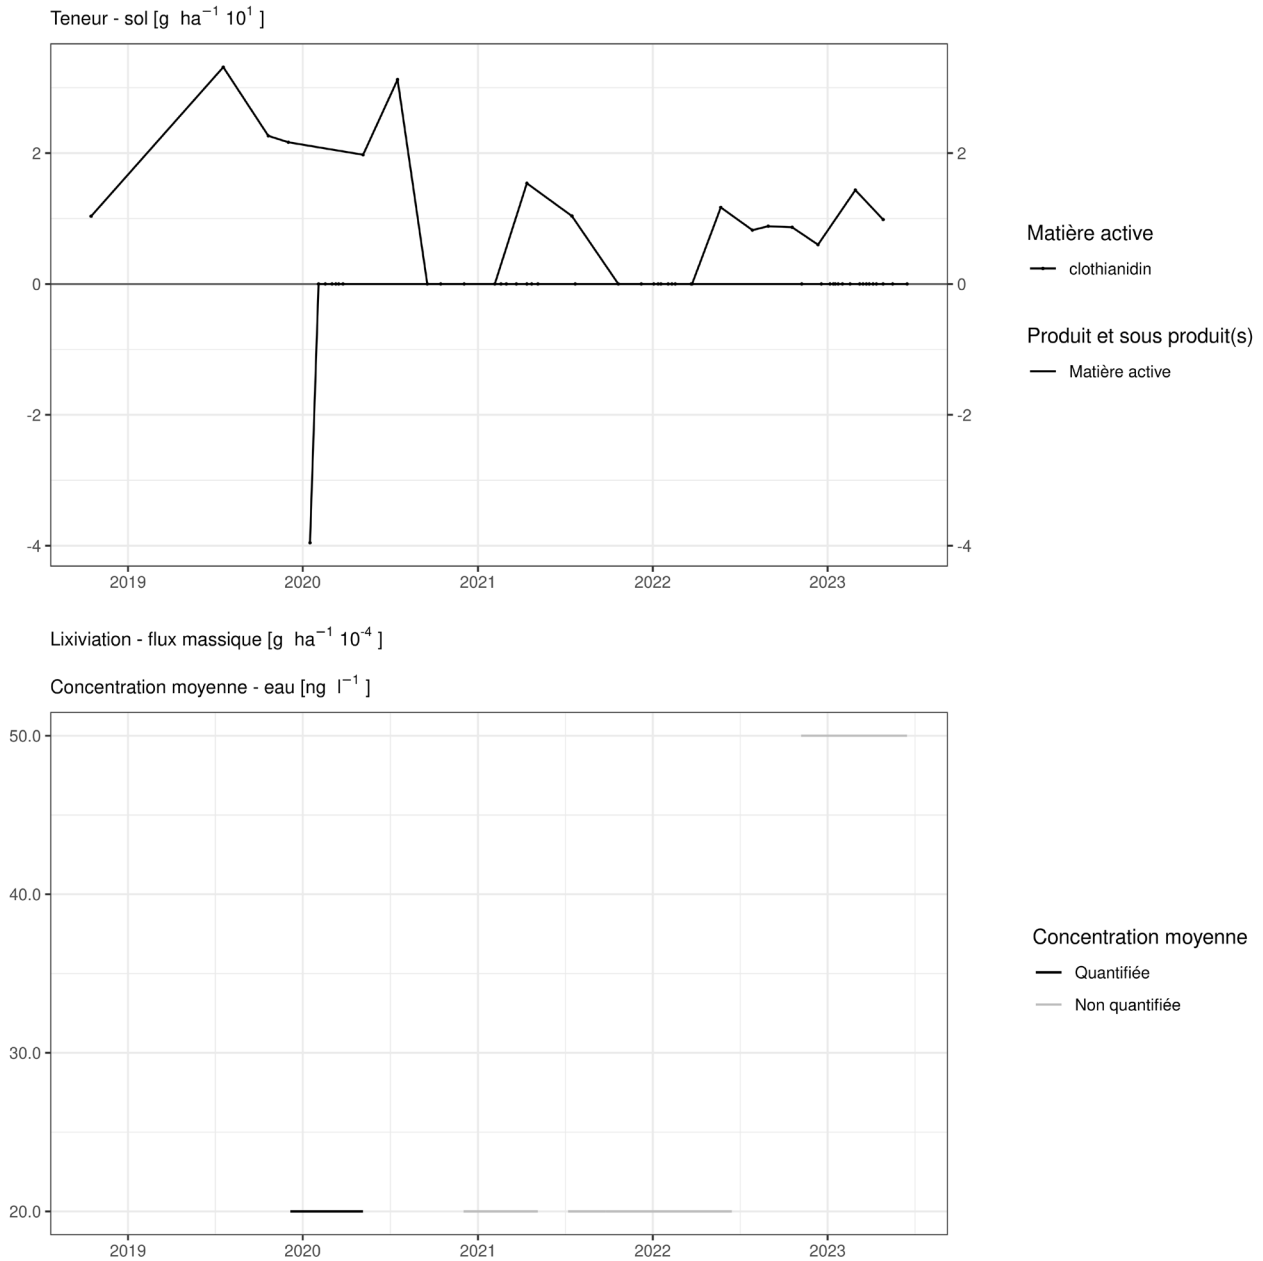 Teneur - sol [g ha⁻¹ 10¹ ]
2
0
-2
-4
2
0
-2
-4
2019 2020 2021 2022 2023
Matière active
clothianidin
Produit et sous produit(s)
Matière active
Lixiviation - flux massique [g ha⁻¹ 10⁻⁴ ]
Concentration moyenne - eau [ng l⁻¹ ]
50.0
40.0
30.0
20.0
2019 2020 2021 2022 2023
Concentration moyenne
Quantifiée
Non quantifiée